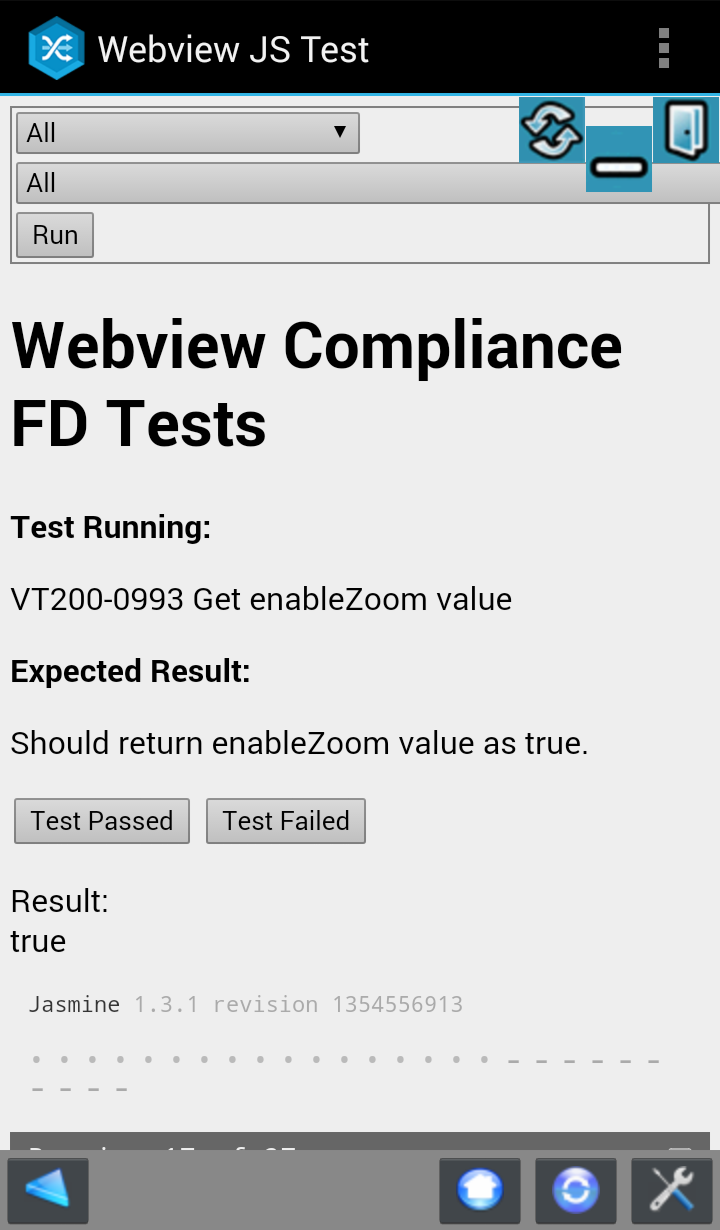 Webview JS Test
All
All
Run
Webview Compliance
FD Tests
Test Running:
VT200-0993 Get enableZoom value
Expected Result:
Should return enableZoom value as true.
Test Passed Test Failed
Result:
true
Jasmine 1.3.1 revision 1354556913